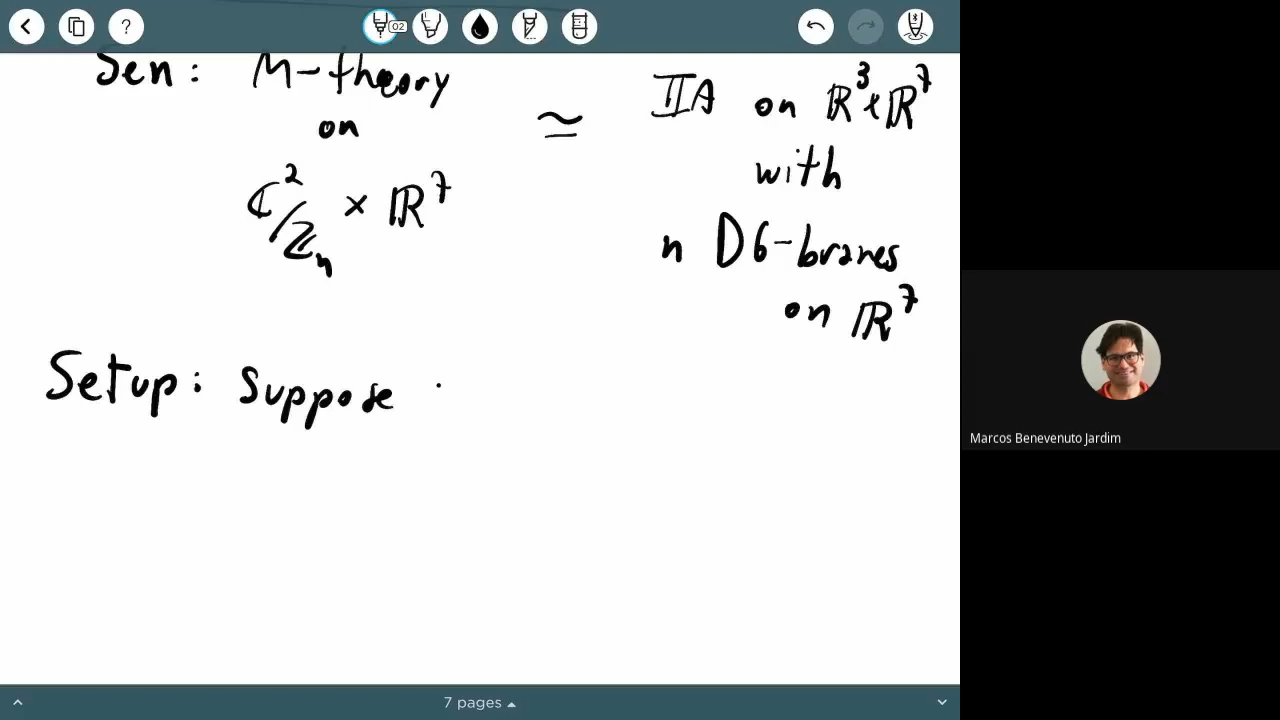 ?
02
Sen: M-theory
on
ℂ²/ℤₙ × ℝ⁷
≃
IIA on ℝ³×ℝ⁷
with
n D6-branes
on ℝ⁷
Setup: Suppose
Marcos Benevenuto Jardim
7 pages